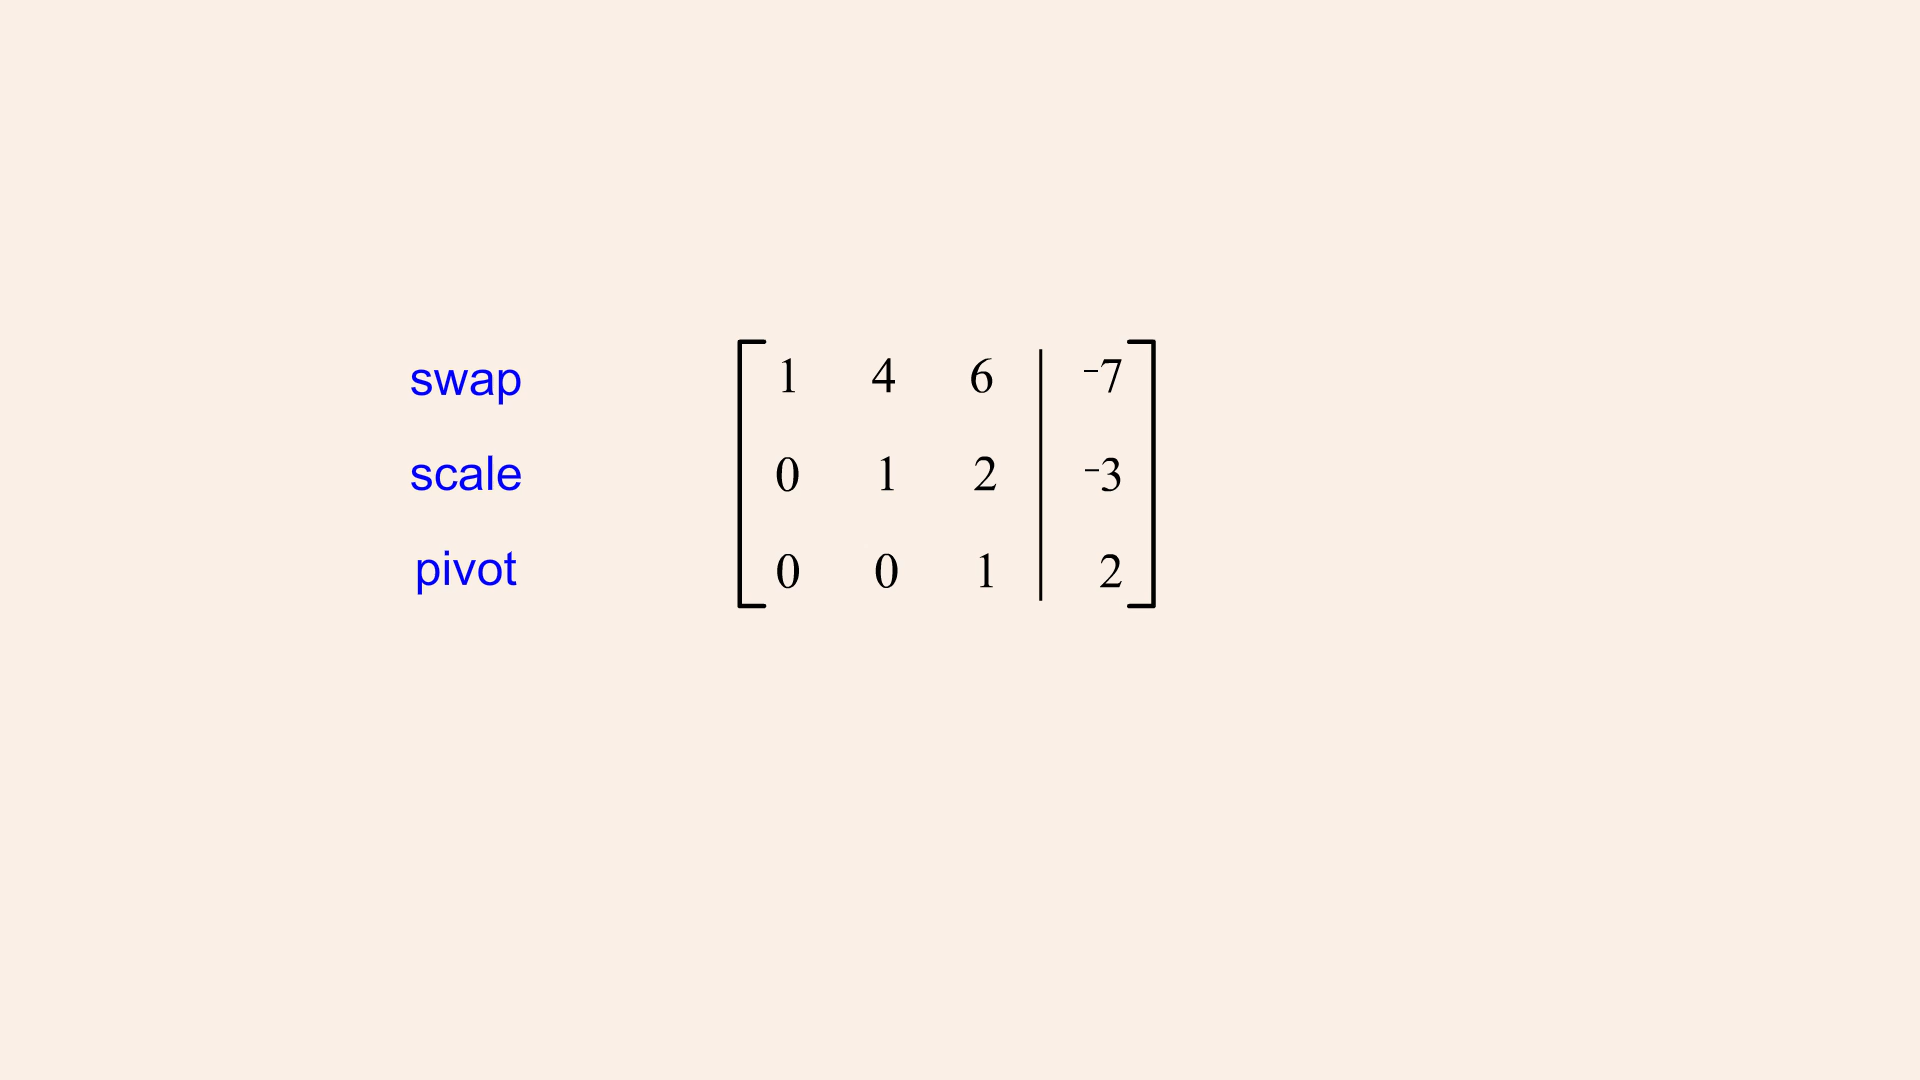 swap 1 4 6 | −7
scale 0 1 2 | −3
pivot 0 0 1 | 2